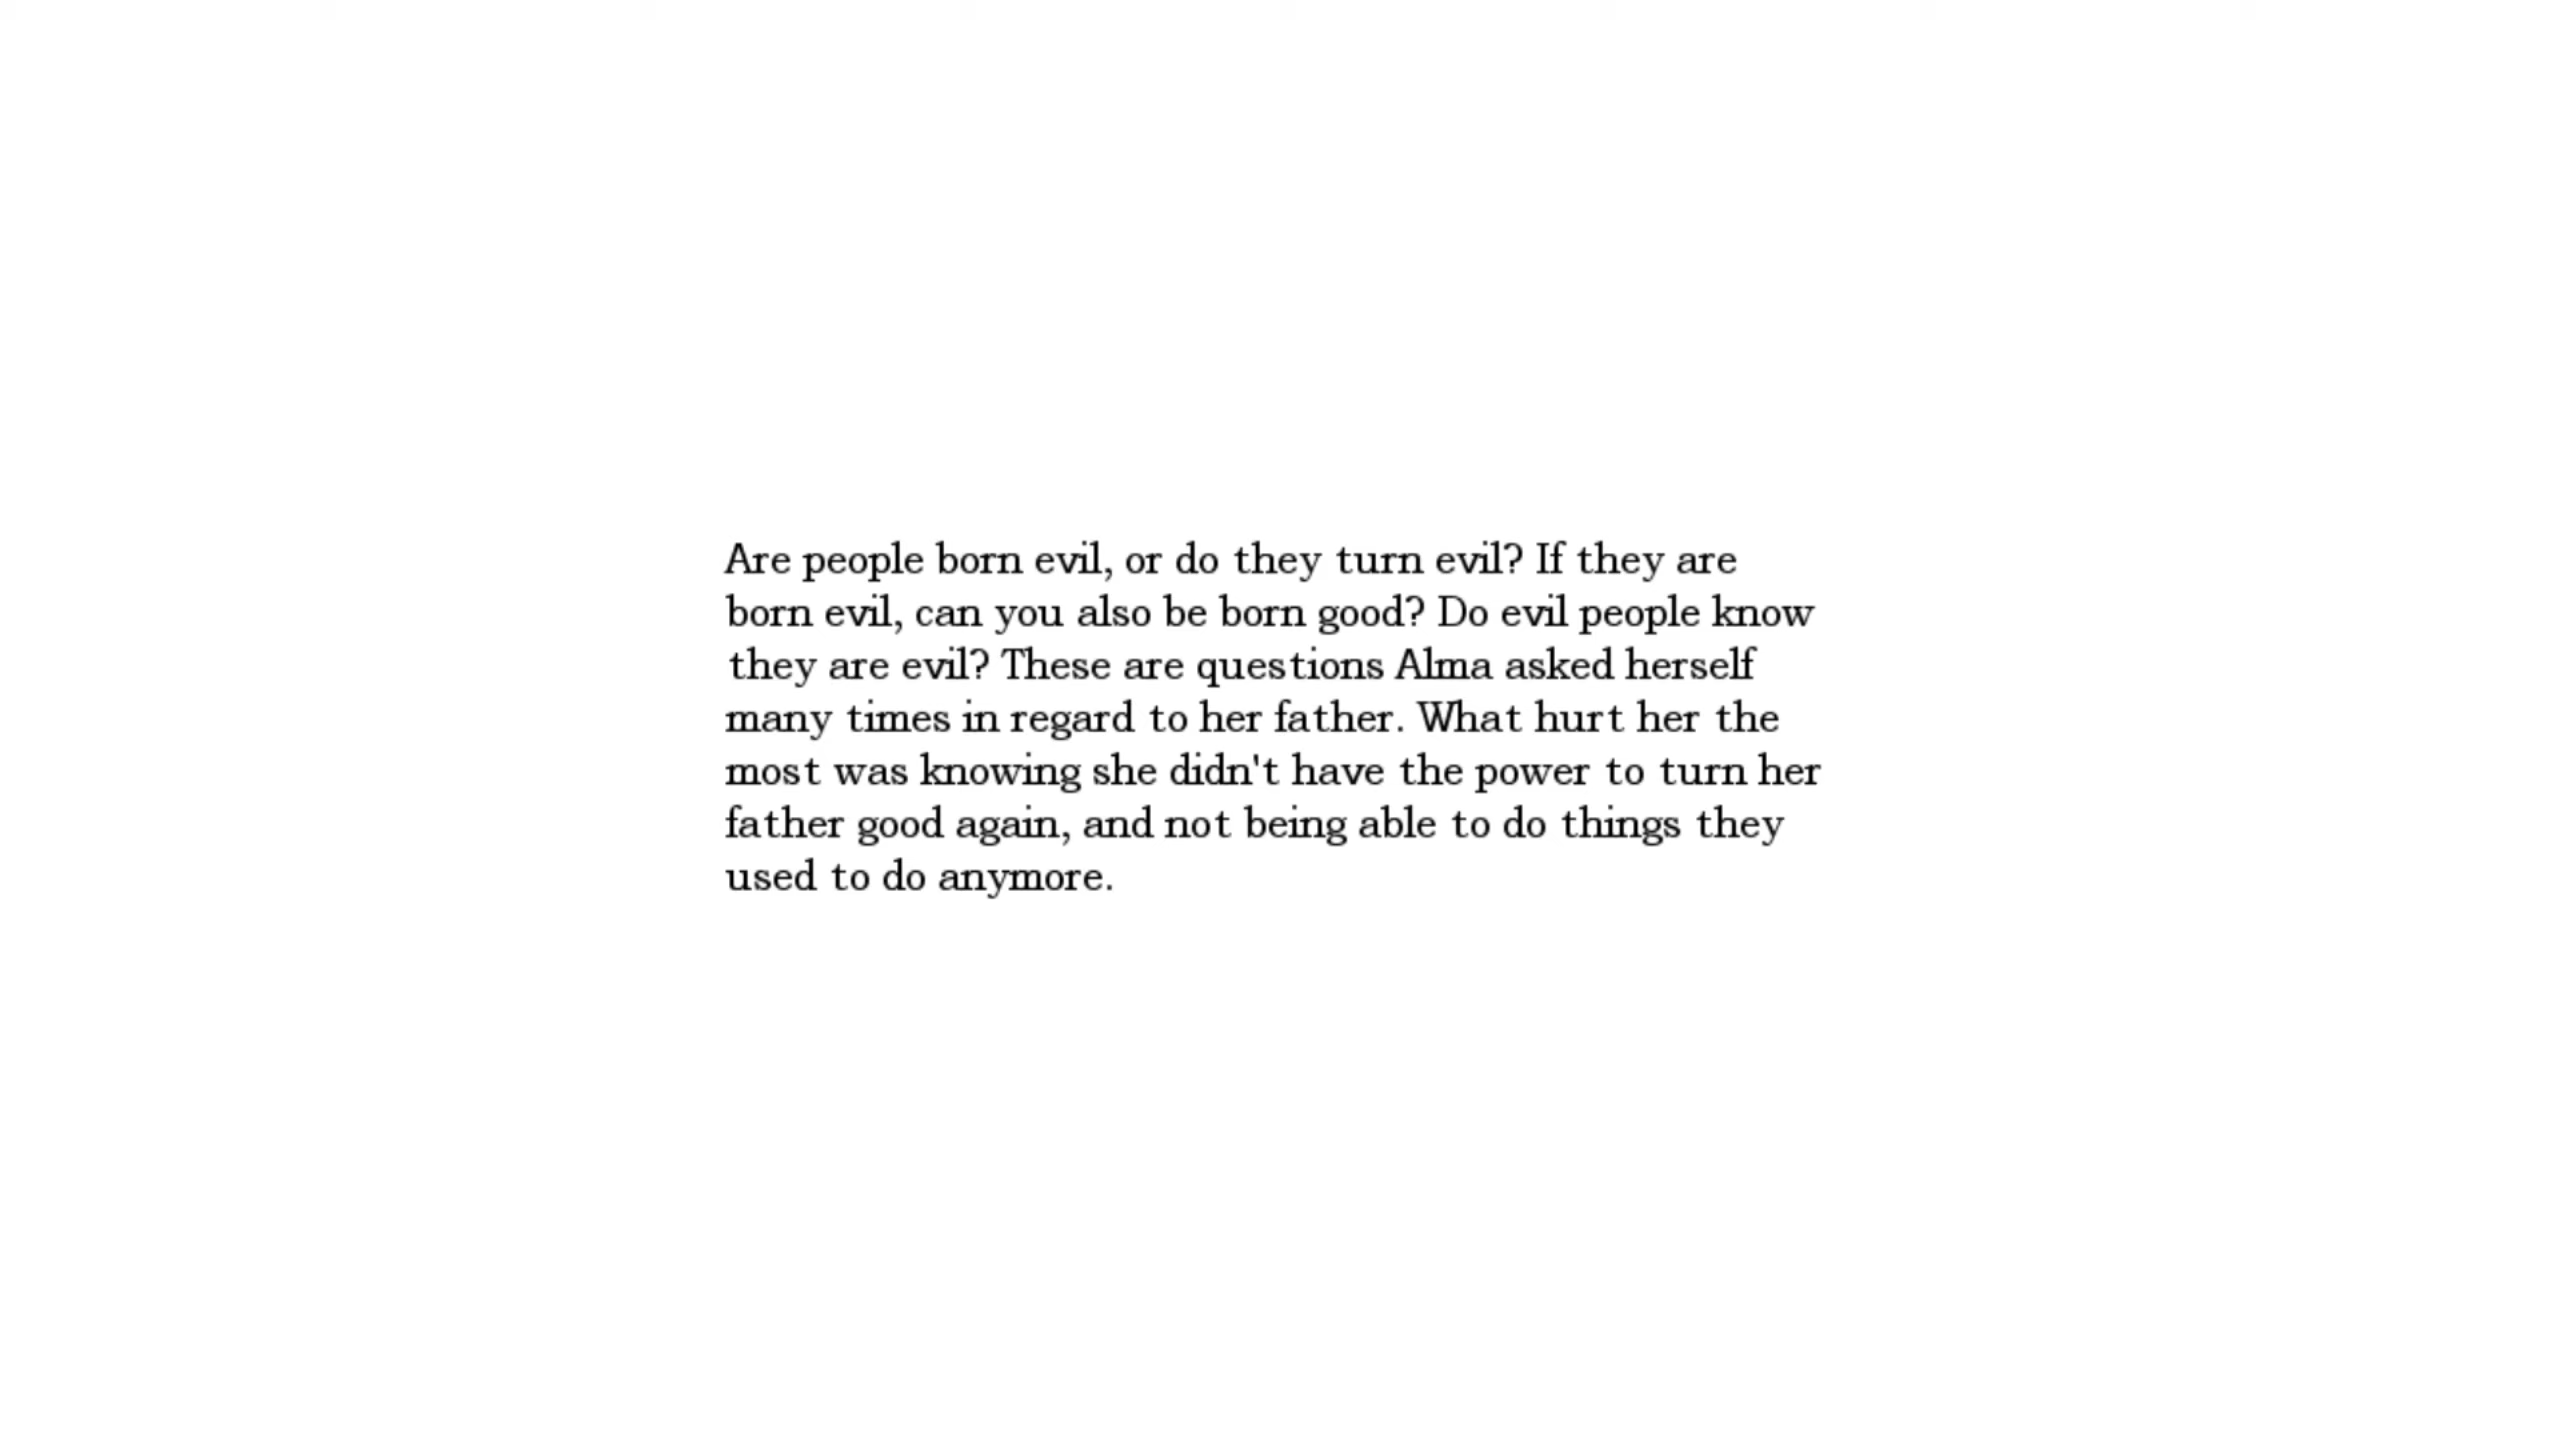 Are people born evil, or do they turn evil? If they are
born evil, can you also be born good? Do evil people know
they are evil? These are questions Alma asked herself
many times in regard to her father. What hurt her the
most was knowing she didn't have the power to turn her
father good again, and not being able to do things they
used to do anymore.